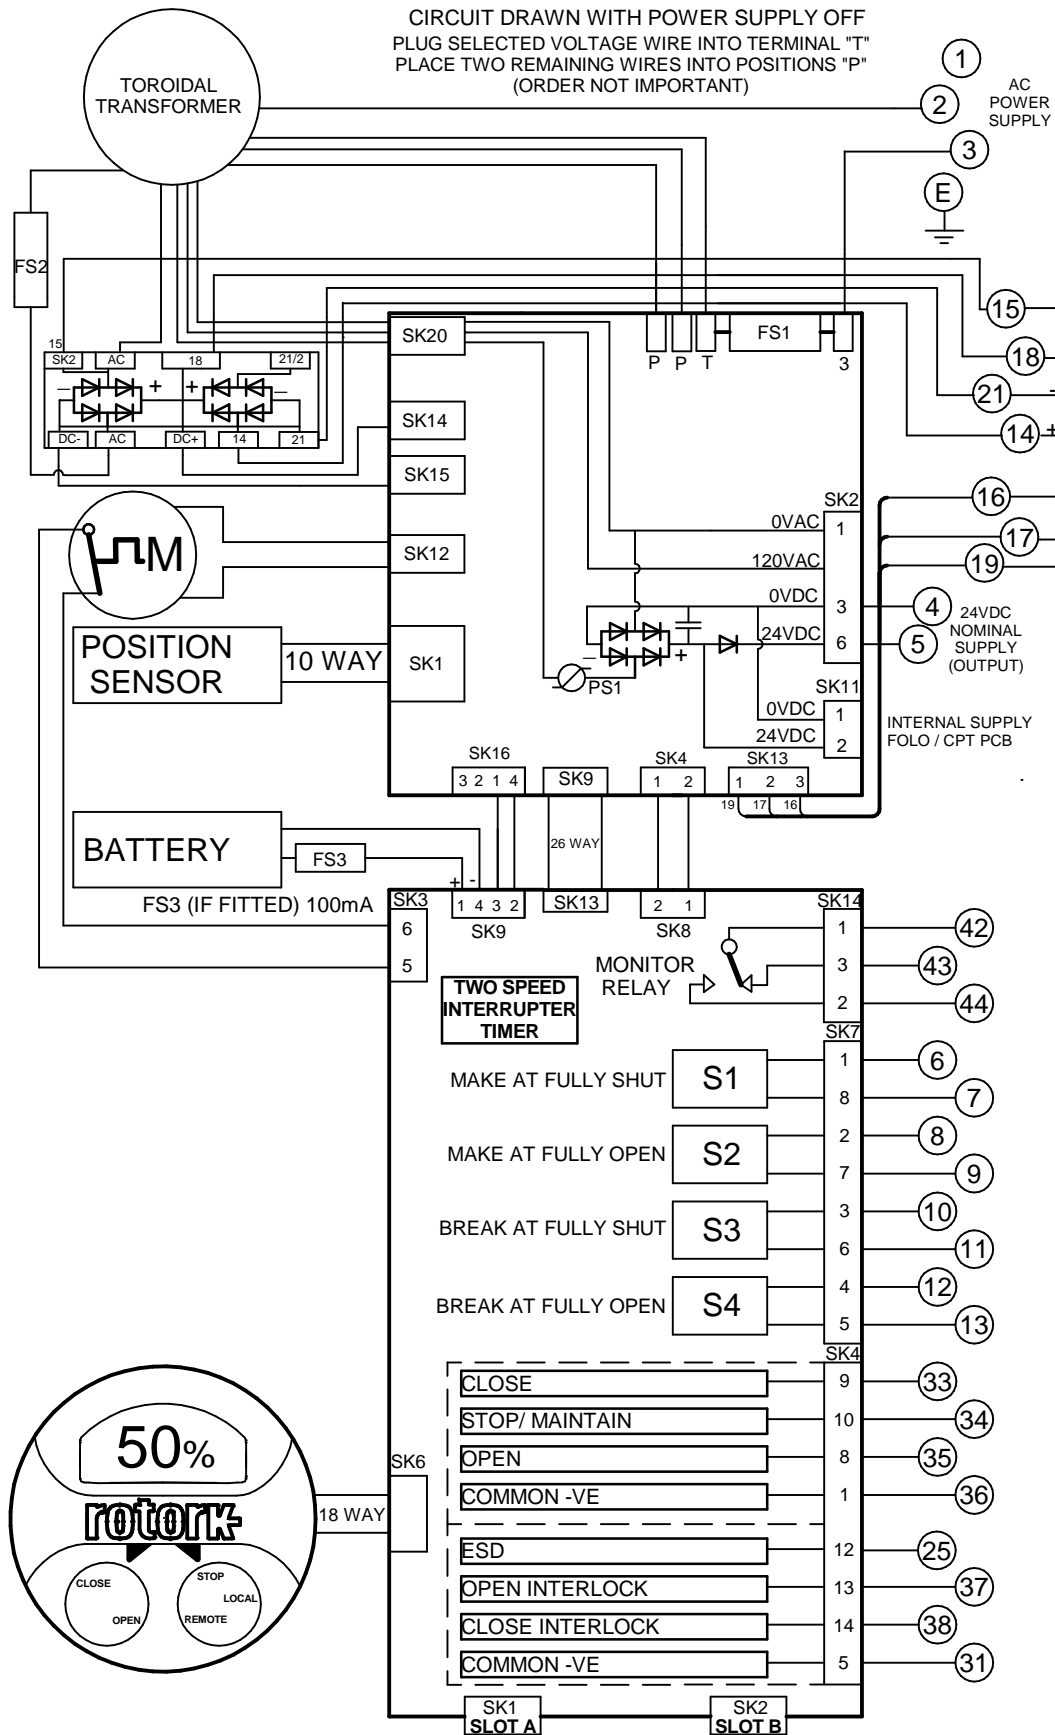 CIRCUIT DRAWN WITH POWER SUPPLY OFF
PLUG SELECTED VOLTAGE WIRE INTO TERMINAL "T"
PLACE TWO REMAINING WIRES INTO POSITIONS "P"
(ORDER NOT IMPORTANT)
TOROIDAL
TRANSFORMER
1
2
3
E
AC
POWER
SUPPLY
FS2
15
SK2
AC
18
21/2
DC-
AC
DC+
14
21
- + + -
SK20
SK14
SK15
SK12
SK1
P
P
T
FS1
3
15
18
21 -
14 +
16
17
19
M
POSITION
SENSOR
10 WAY
SK2
0VAC 1
120VAC
0VDC 3
24VDC 6
4
5
24VDC
NOMINAL
SUPPLY
(OUTPUT)
- +
PS1
SK11
0VDC 1
24VDC 2
INTERNAL SUPPLY
FOLO / CPT PCB
SK16
3 2 1 4
SK9
SK4
1 2
SK13
1 2 3
19 17 16
26 WAY
BATTERY
FS3
FS3 (IF FITTED) 100mA
+ -
SK3
6
5
1 4 3 2
SK9
SK13
2 1
SK8
TWO SPEED
INTERRUPTER
TIMER
MONITOR
RELAY
SK14
1 42
3 43
2 44
SK7
MAKE AT FULLY SHUT
S1
1 6
8 7
MAKE AT FULLY OPEN
S2
2 8
7 9
BREAK AT FULLY SHUT
S3
3 10
6 11
BREAK AT FULLY OPEN
S4
4 12
5 13
SK4
CLOSE 9 33
STOP/ MAINTAIN 10 34
OPEN 8 35
COMMON -VE 1 36
ESD 12 25
OPEN INTERLOCK 13 37
CLOSE INTERLOCK 14 38
COMMON -VE 5 31
50%
rotork
CLOSE
OPEN
STOP
LOCAL
REMOTE
18 WAY
SK6
SK1
SLOT A
SK2
SLOT B